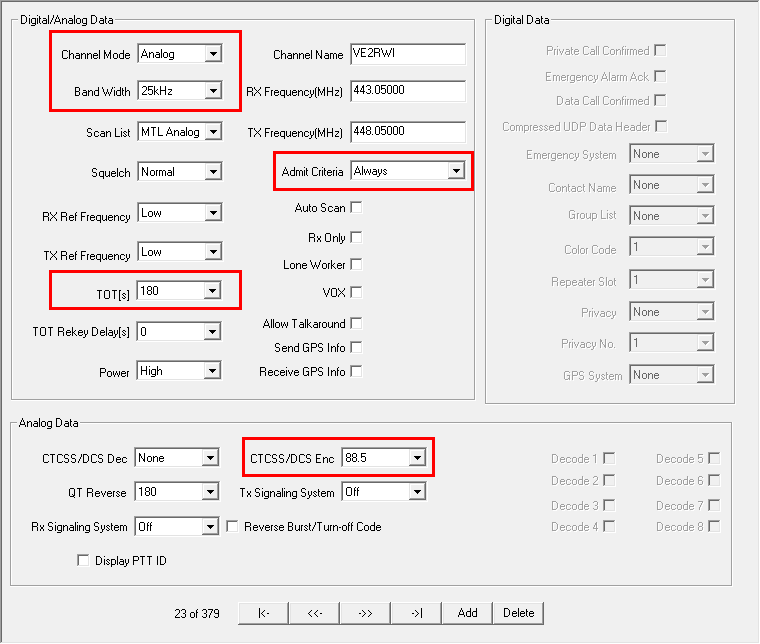 Digital/Analog Data
Channel Mode Analog
Band Width 25kHz
Scan List MTL Analog
Squelch Normal
RX Ref Frequency Low
TX Ref Frequency Low
TOT[s] 180
TOT Rekey Delay[s] 0
Power High
Channel Name VE2RWI
RX Frequency(MHz) 443.05000
TX Frequency(MHz) 448.05000
Admit Criteria Always
Auto Scan
Rx Only
Lone Worker
VOX
Allow Talkaround
Send GPS Info
Receive GPS Info
Digital Data
Private Call Confirmed
Emergency Alarm Ack
Data Call Confirmed
Compressed UDP Data Header
Emergency System None
Contact Name None
Group List None
Color Code 1
Repeater Slot 1
Privacy None
Privacy No. 1
GPS System None
Analog Data
CTCSS/DCS Dec None
CTCSS/DCS Enc 88.5
QT Reverse 180
Tx Signaling System Off
Rx Signaling System Off
Reverse Burst/Turn-off Code
Display PTT ID
Decode 1
Decode 2
Decode 3
Decode 4
Decode 5
Decode 6
Decode 7
Decode 8
23 of 379 |<- <<- ->> ->| Add Delete